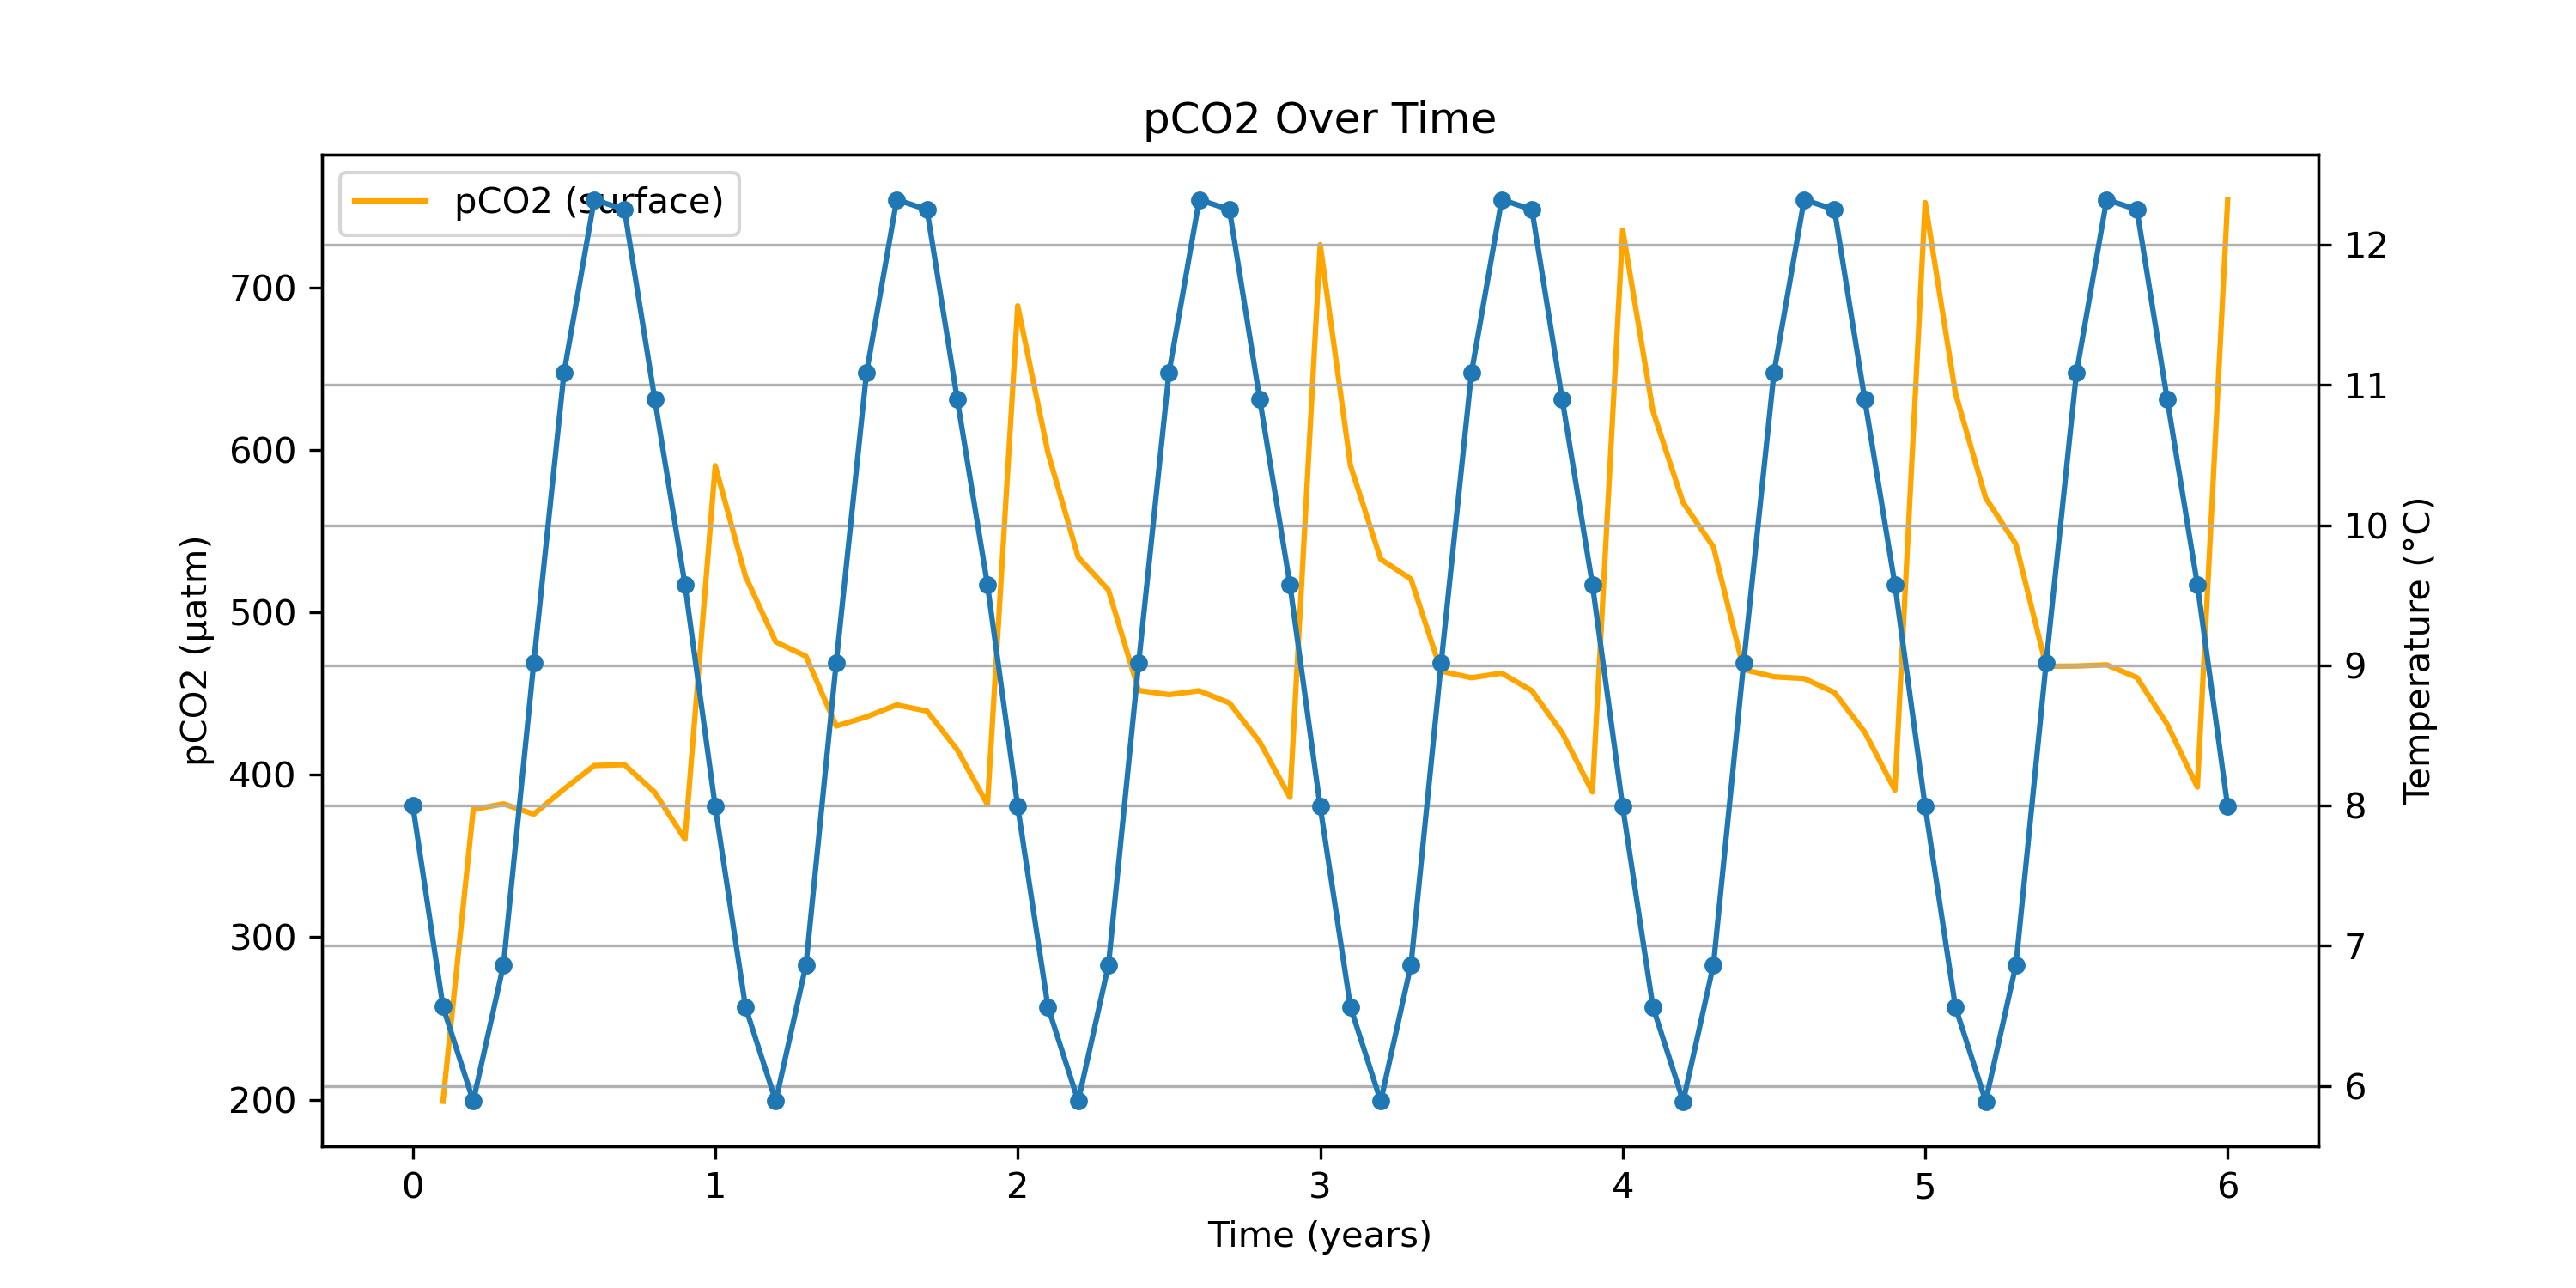 pCO2 Over Time
pCO2 (surface)
pCO2 (µatm)
700
600
500
400
300
200
12
11
10
9
8
7
6
Temperature (°C)
0 1 2 3 4 5 6
Time (years)